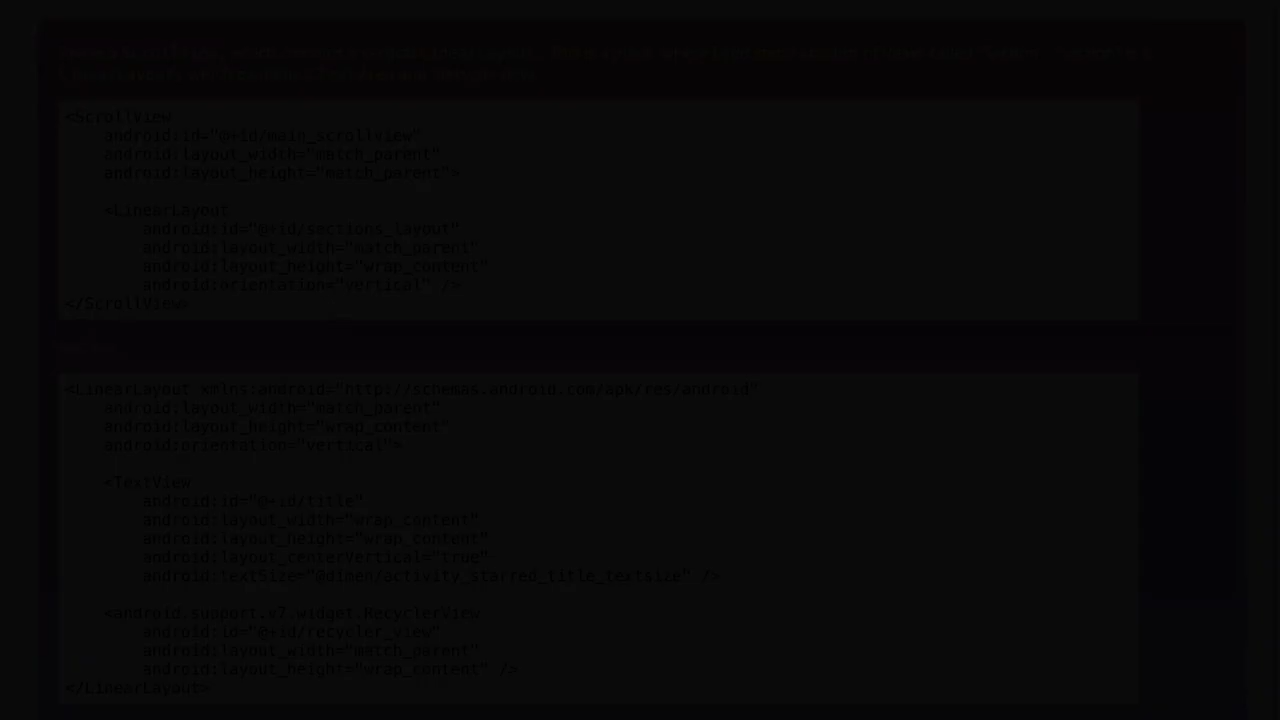 <ScrollView
android:id="@+id/main_scrollview"
android:layout_width="match_parent"
android:layout_height="match_parent">
<LinearLayout
android:id="@+id/sections_layout"
android:layout_width="match_parent"
android:layout_height="wrap_content"
android:orientation="vertical" />
</ScrollView>
<LinearLayout xmlns:android="http://schemas.android.com/apk/res/android"
android:layout_width="match_parent"
android:layout_height="wrap_content"
android:orientation="vertical">
<TextView
android:id="@+id/title"
android:layout_width="wrap_content"
android:layout_height="wrap_content"
android:layout_centerVertical="true"
android:textSize="@dimen/activity_starred_title_textsize" />
<android.support.v7.widget.RecyclerView
android:id="@+id/recycler_view"
android:layout_width="match_parent"
android:layout_height="wrap_content" />
</LinearLayout>